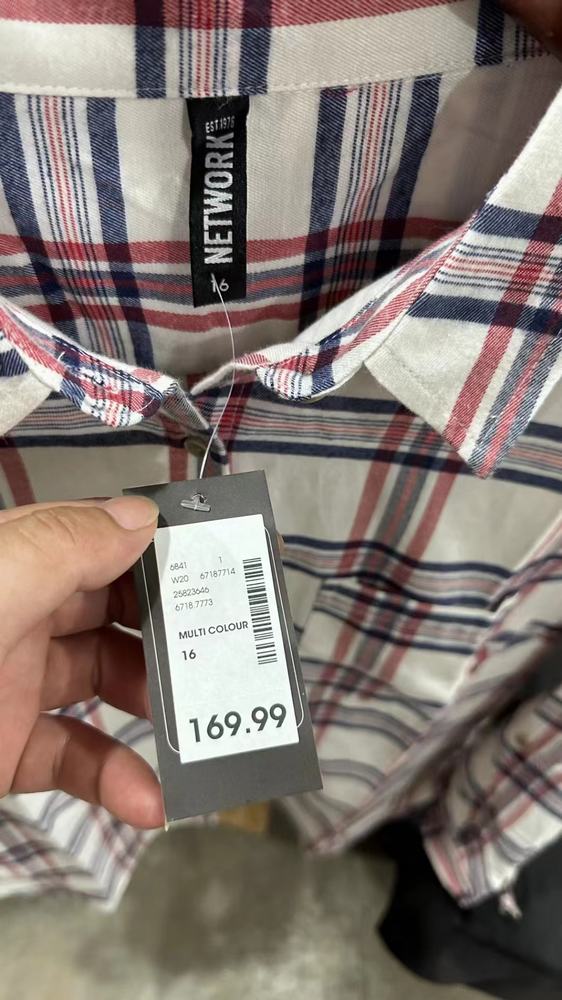 EST 1976
NETWORK
16
6841 1
W20 67187714
25823646
6718.7773
MULTI COLOUR
16
169.99